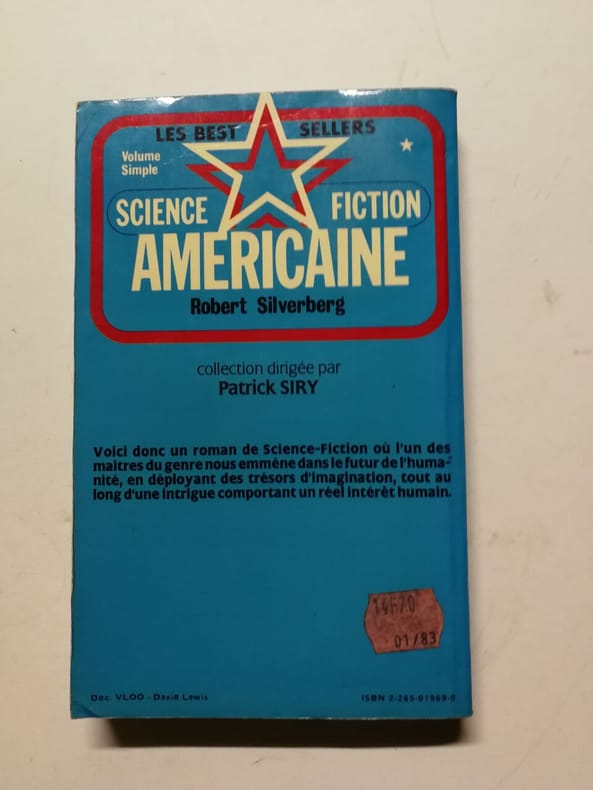 LES BEST SELLERS
Volume
Simple
SCIENCE FICTION
AMERICAINE
Robert Silverberg
collection dirigée par
Patrick SIRY
Voici donc un roman de Science-Fiction où l'un des
maîtres du genre nous emmène dans le futur de l'huma-
nité, en déployant des trésors d'imagination, tout au
long d'une intrigue comportant un réel intérêt humain.
14F70
01/83
Doc. VLOO - David Lewis
ISBN 2-265-01969-0